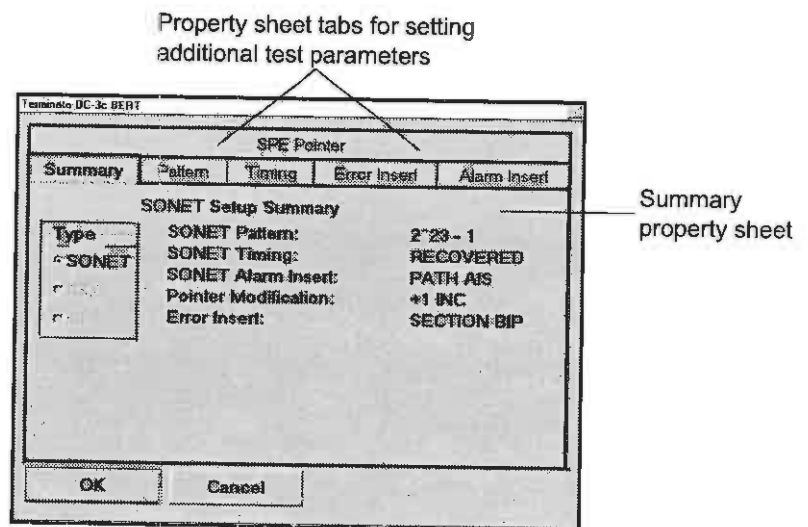 Property sheet tabs for setting
additional test parameters
Terminate OC-3c BERT
SPE Pointer
Summary Pattern Timing Error Insert Alarm Insert
Summary
property sheet
SONET Setup Summary
Type
SONET
SONET Pattern: 2^23 - 1
SONET Timing: RECOVERED
SONET Alarm Insert: PATH AIS
Pointer Modification: +1 INC
Error Insert: SECTION BIP
OK Cancel